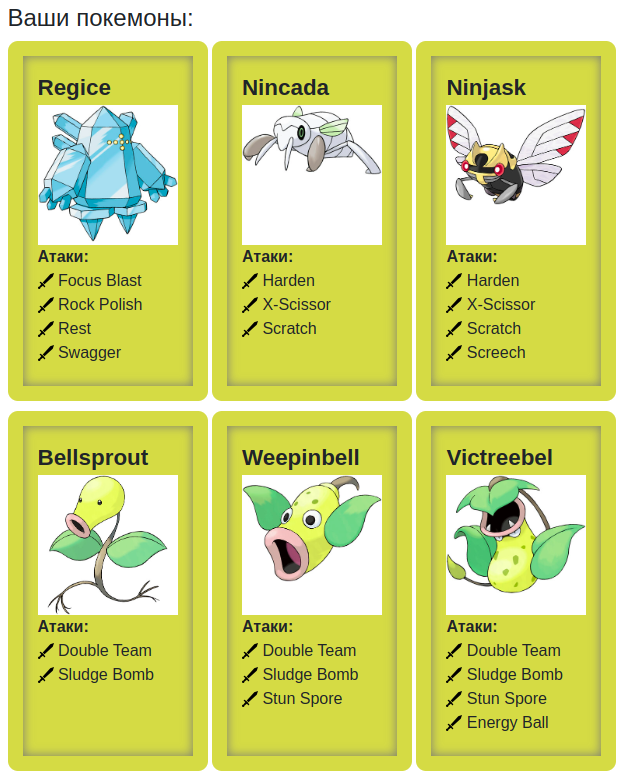 Ваши покемоны:
Regice
Атаки:
Focus Blast
Rock Polish
Rest
Swagger
Nincada
Атаки:
Harden
X-Scissor
Scratch
Ninjask
Атаки:
Harden
X-Scissor
Scratch
Screech
Bellsprout
Атаки:
Double Team
Sludge Bomb
Weepinbell
Атаки:
Double Team
Sludge Bomb
Stun Spore
Victreebel
Атаки:
Double Team
Sludge Bomb
Stun Spore
Energy Ball